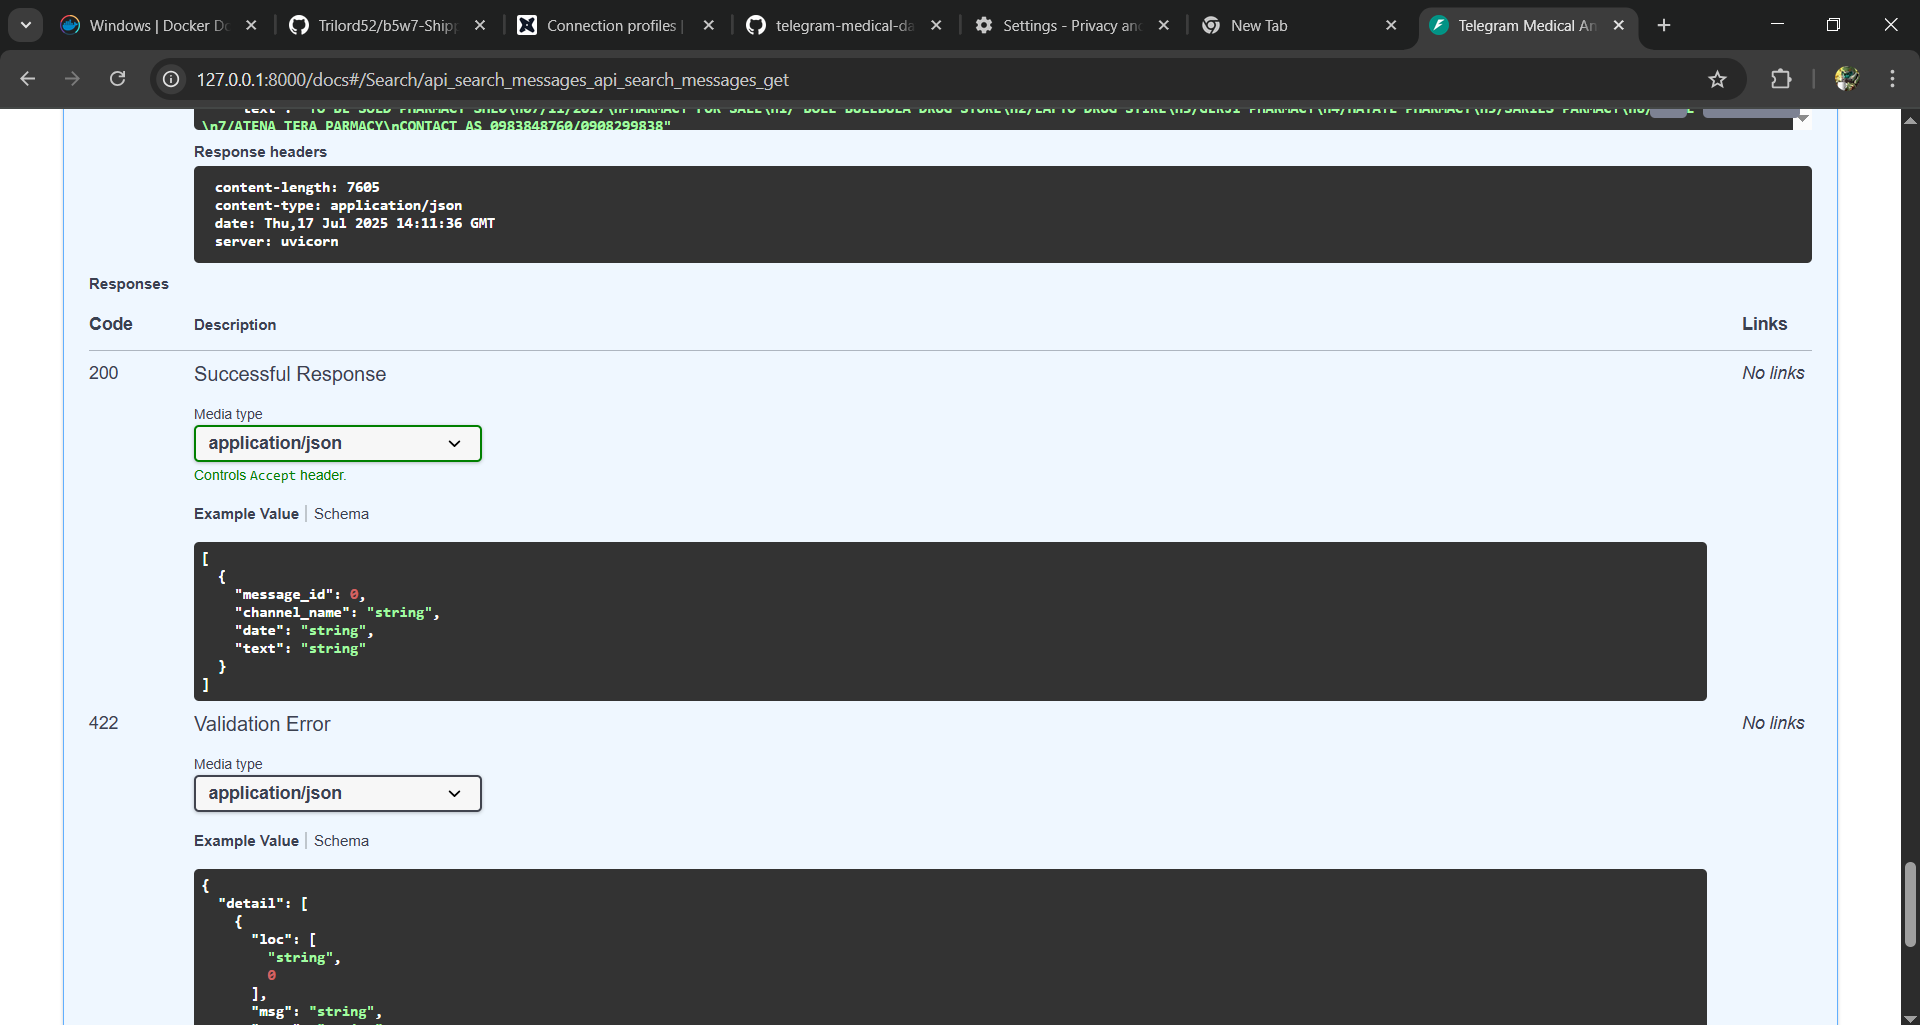 Windows | Docker Do
Trilord52/b5w7-Shipp
Connection profiles |
telegram-medical-da
Settings - Privacy and
New Tab
Telegram Medical An
127.0.0.1:8000/docs#/Search/api_search_messages_api_search_messages_get
\n7/ATENA TERA PARMACY\nCONTACT AS 0983848760/0908299838"
Response headers
content-length: 7605
content-type: application/json
date: Thu,17 Jul 2025 14:11:36 GMT
server: uvicorn
Responses
Code Description Links
200 Successful Response No links
Media type
application/json
Controls Accept header.
Example Value | Schema
[
{
"message_id": 0,
"channel_name": "string",
"date": "string",
"text": "string"
}
]
422 Validation Error No links
Media type
application/json
Example Value | Schema
{
"detail": [
{
"loc": [
"string",
0
],
"msg": "string",